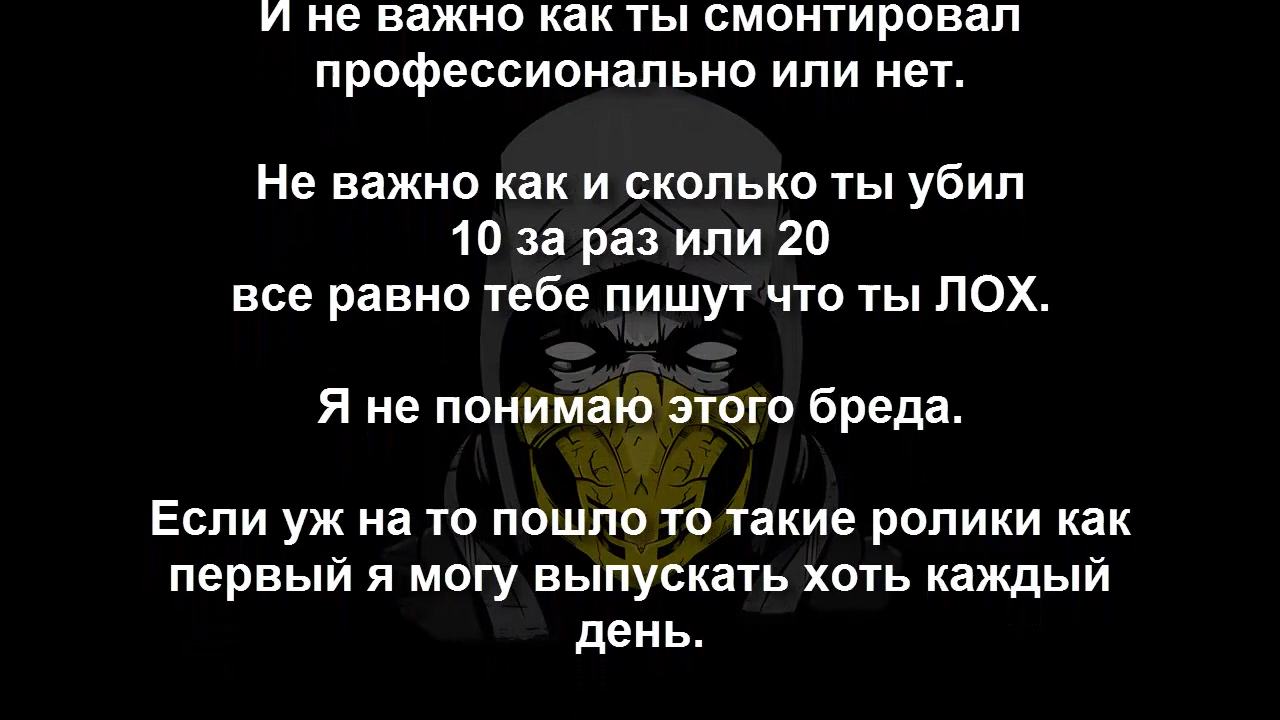 И не важно как ты смонтировал
профессионально или нет.
Не важно как и сколько ты убил
10 за раз или 20
все равно тебе пишут что ты ЛОХ.
Я не понимаю этого бреда.
Если уж на то пошло то такие ролики как
первый я могу выпускать хоть каждый
день.